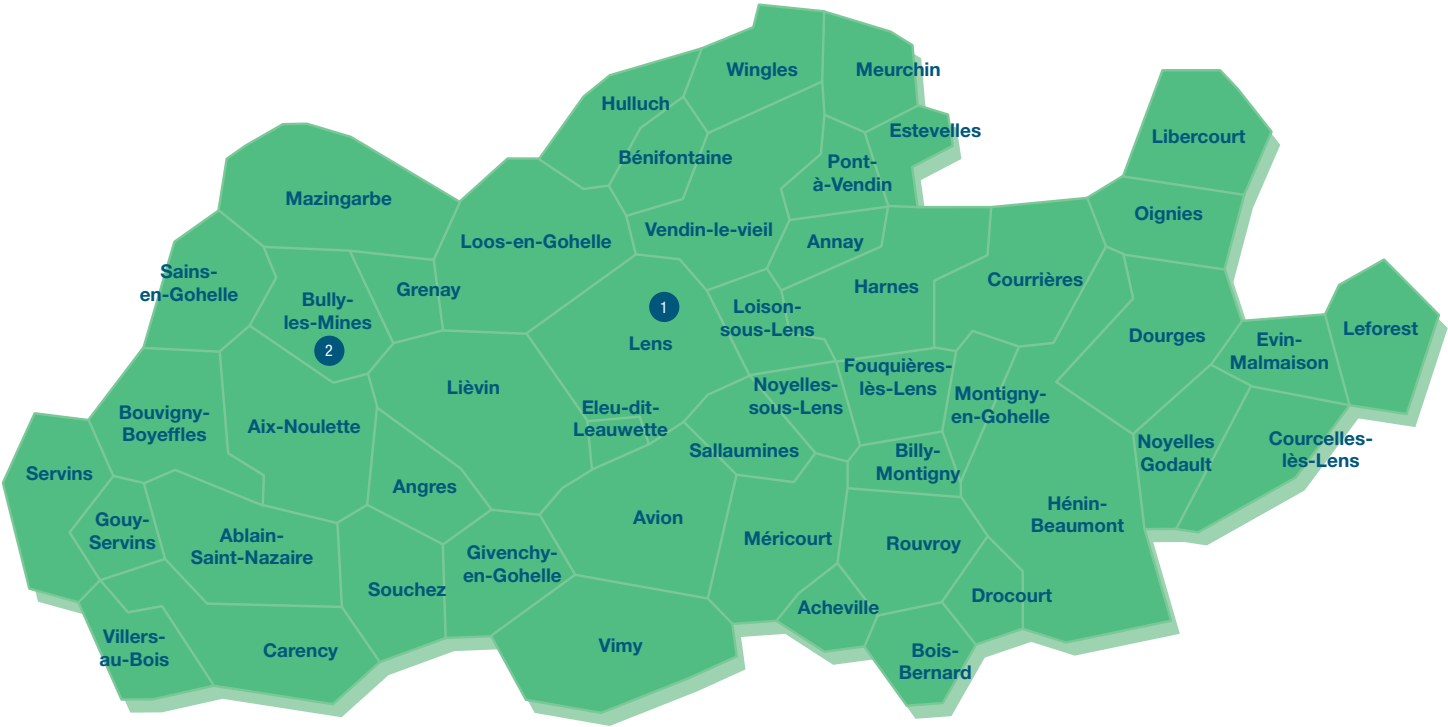 Wingles
Meurchin
Hulluch
Estevelles
Libercourt
Bénifontaine
Pont-
à-Vendin
Mazingarbe
Oignies
Vendin-le-vieil
Loos-en-Gohelle
Annay
Sains-
en-Gohelle
Grenay
Harnes
Courrières
Bully-
les-Mines
2
1
Lens
Loison-
sous-Lens
Dourges
Evin-
Malmaison
Leforest
Lièvin
Noyelles-
sous-Lens
Fouquières-
lès-Lens
Montigny-
en-Gohelle
Bouvigny-
Boyeffles
Aix-Noulette
Eleu-dit-
Leauwette
Sallaumines
Billy-
Montigny
Noyelles
Godault
Courcelles-
lès-Lens
Servins
Angres
Gouy-
Servins
Ablain-
Saint-Nazaire
Avion
Méricourt
Rouvroy
Hénin-
Beaumont
Givenchy-
en-Gohelle
Souchez
Acheville
Drocourt
Villers-
au-Bois
Carency
Vimy
Bois-
Bernard